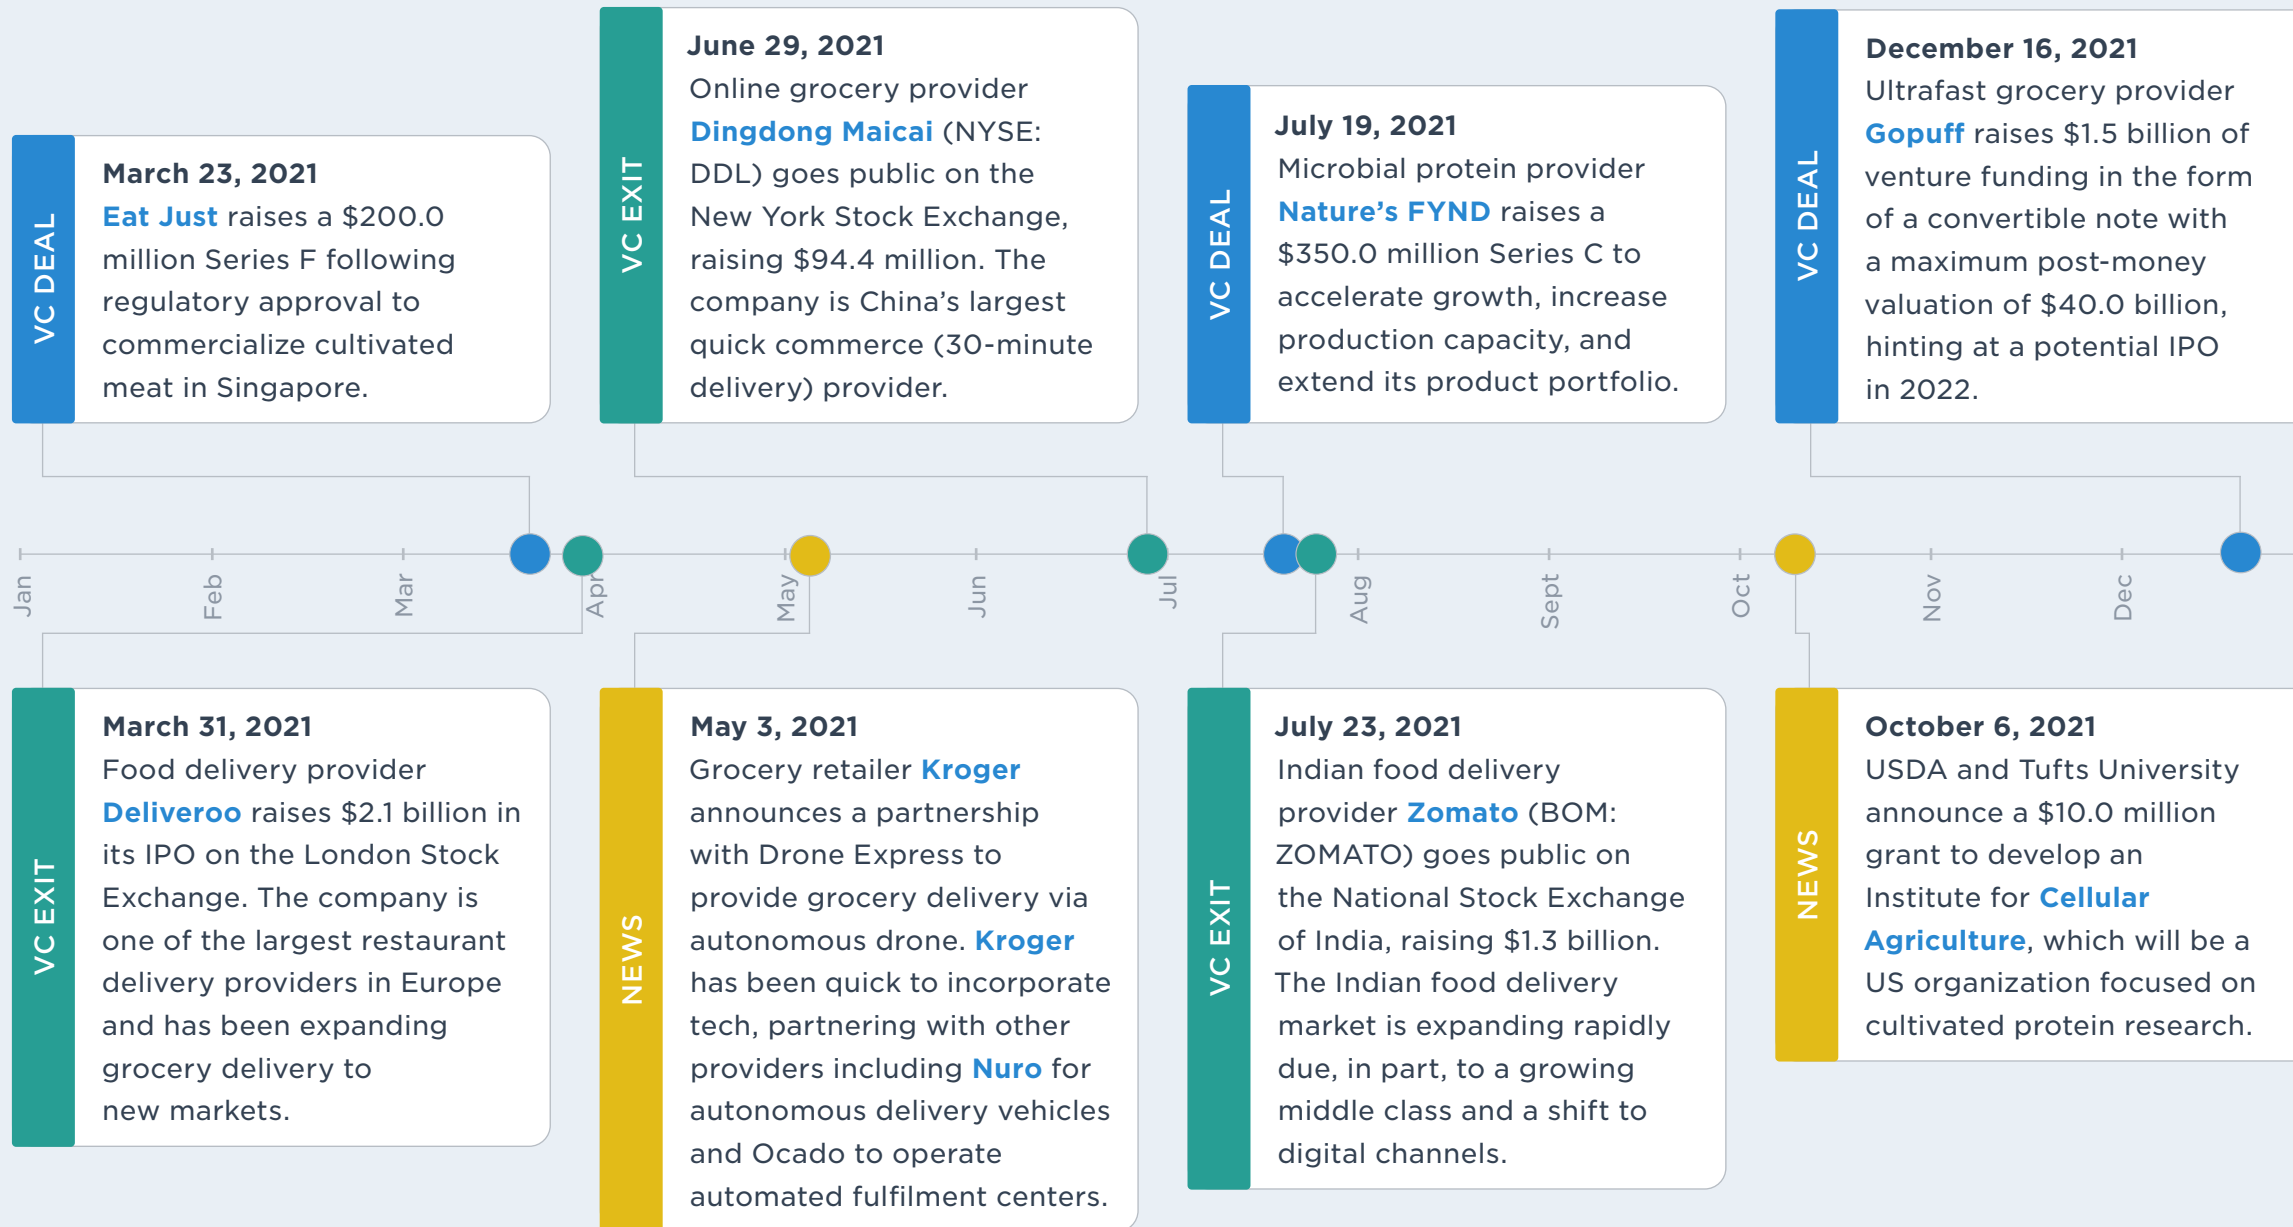 VC DEAL
March 23, 2021
Eat Just raises a $200.0
million Series F following
regulatory approval to
commercialize cultivated
meat in Singapore.
VC EXIT
June 29, 2021
Online grocery provider
Dingdong Maicai (NYSE:
DDL) goes public on the
New York Stock Exchange,
raising $94.4 million. The
company is China’s largest
quick commerce (30-minute
delivery) provider.
VC DEAL
July 19, 2021
Microbial protein provider
Nature’s FYND raises a
$350.0 million Series C to
accelerate growth, increase
production capacity, and
extend its product portfolio.
VC DEAL
December 16, 2021
Ultrafast grocery provider
Gopuff raises $1.5 billion of
venture funding in the form
of a convertible note with
a maximum post-money
valuation of $40.0 billion,
hinting at a potential IPO
in 2022.
Jan
Feb
Mar
Apr
May
Jun
Jul
Aug
Sept
Oct
Nov
Dec
VC EXIT
March 31, 2021
Food delivery provider
Deliveroo raises $2.1 billion in
its IPO on the London Stock
Exchange. The company is
one of the largest restaurant
delivery providers in Europe
and has been expanding
grocery delivery to
new markets.
NEWS
May 3, 2021
Grocery retailer Kroger
announces a partnership
with Drone Express to
provide grocery delivery via
autonomous drone. Kroger
has been quick to incorporate
tech, partnering with other
providers including Nuro for
autonomous delivery vehicles
and Ocado to operate
automated fulfilment centers.
VC EXIT
July 23, 2021
Indian food delivery
provider Zomato (BOM:
ZOMATO) goes public on
the National Stock Exchange
of India, raising $1.3 billion.
The Indian food delivery
market is expanding rapidly
due, in part, to a growing
middle class and a shift to
digital channels.
NEWS
October 6, 2021
USDA and Tufts University
announce a $10.0 million
grant to develop an
Institute for Cellular
Agriculture, which will be a
US organization focused on
cultivated protein research.